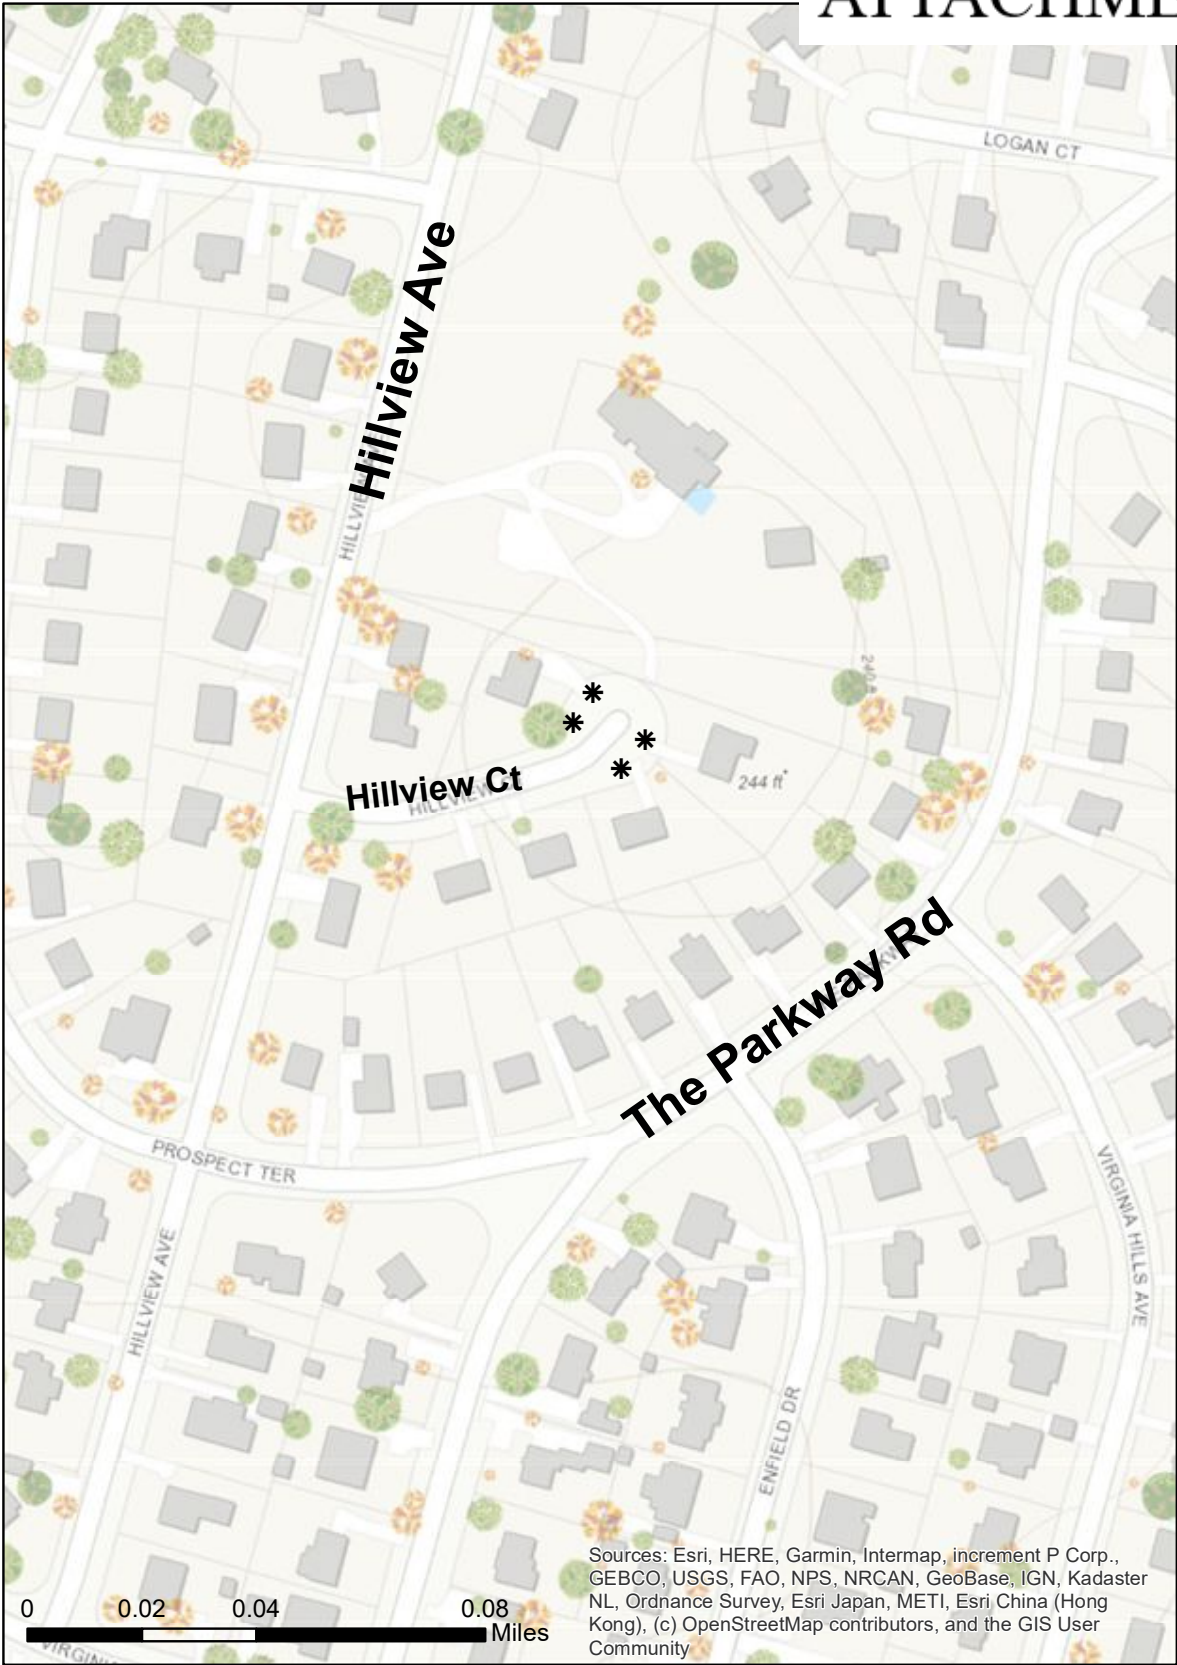 LOGAN CT
Hillview Ave
244 ft
Hillview Ct
HILLVIEW
The Parkway Rd
PROSPECT TER
VIRGINIA HILLS AVE
HILLVIEW AVE
ENFIELD DR
Sources: Esri, HERE, Garmin, Intermap, increment P Corp.,
GEBCO, USGS, FAO, NPS, NRCAN, GeoBase, IGN, Kadaster
NL, Ordnance Survey, Esri Japan, METI, Esri China (Hong
Kong), (c) OpenStreetMap contributors, and the GIS User
Community
0 0.02 0.04 0.08
Miles